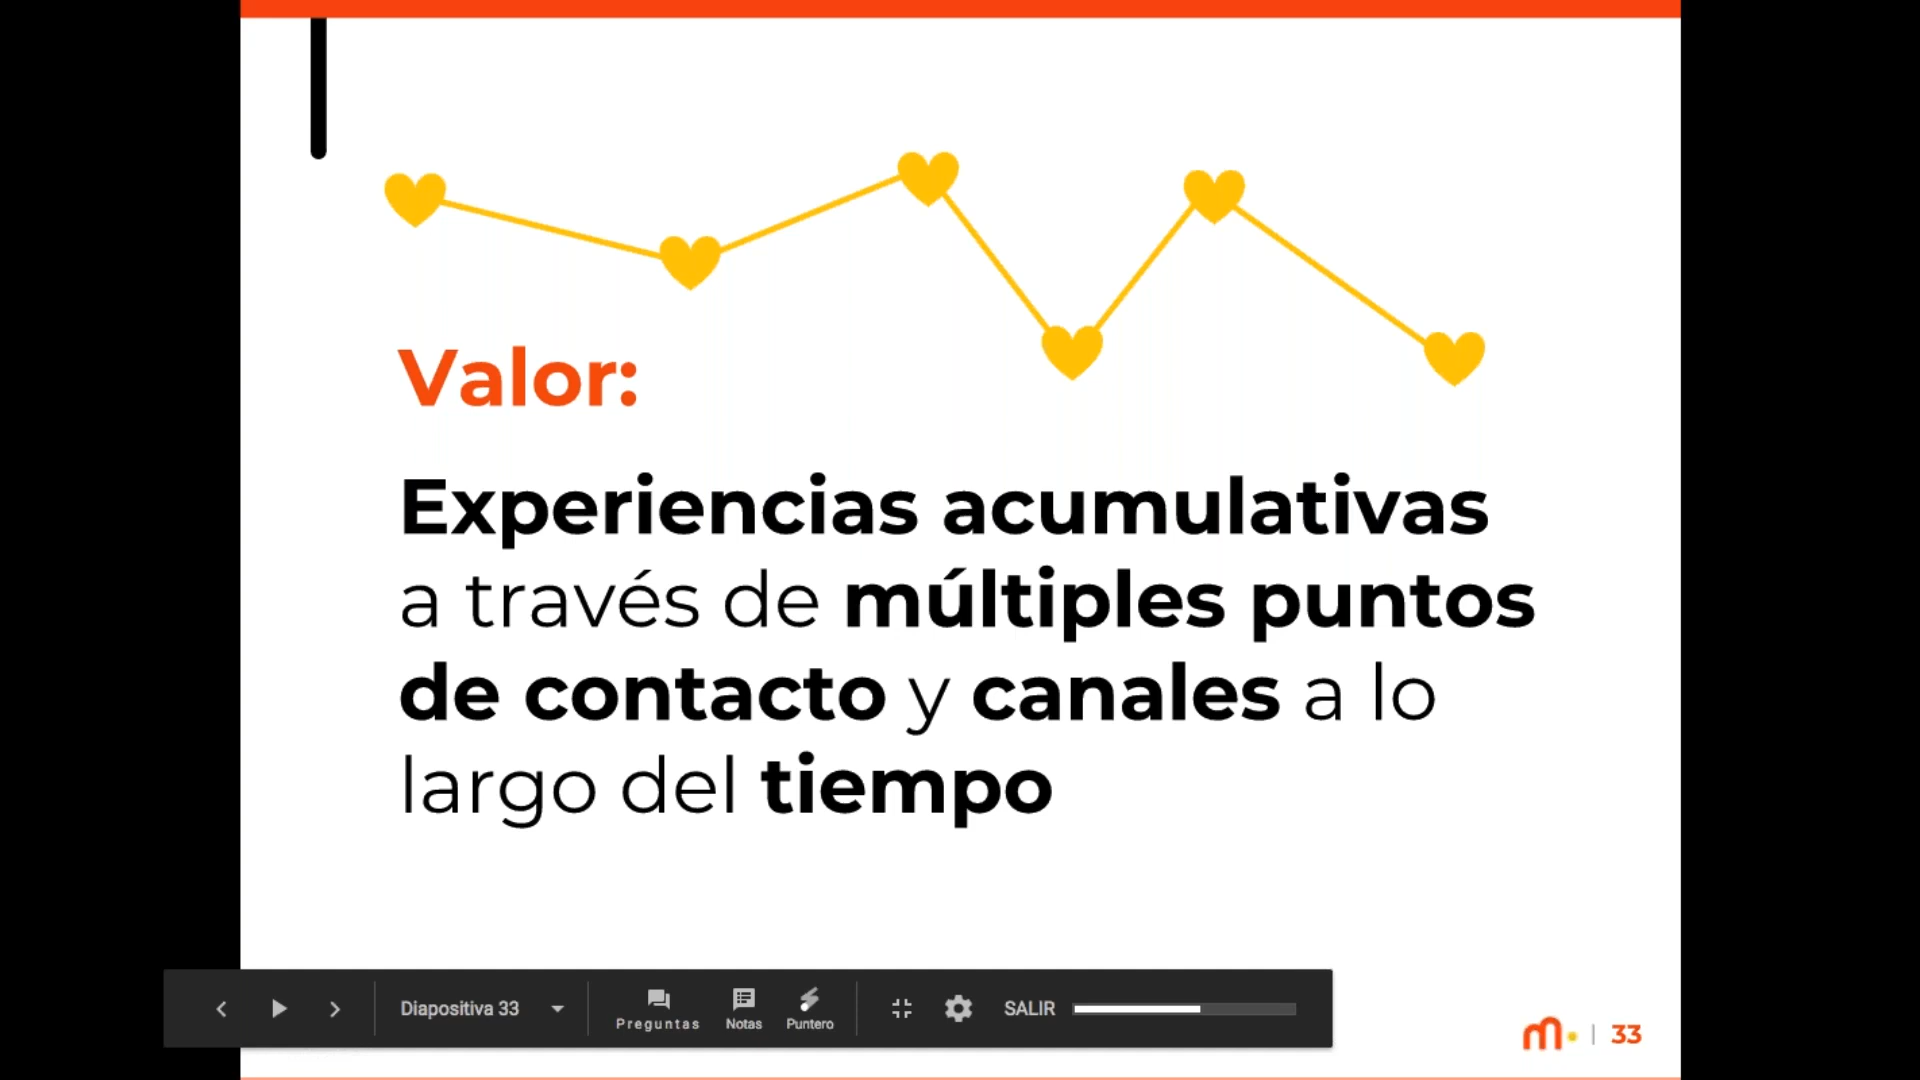 Valor:
Experiencias acumulativas
a través de múltiples puntos
de contacto y canales a lo
largo del tiempo
Diapositiva 33
Preguntas
Notas
Puntero
SALIR
m. | 33